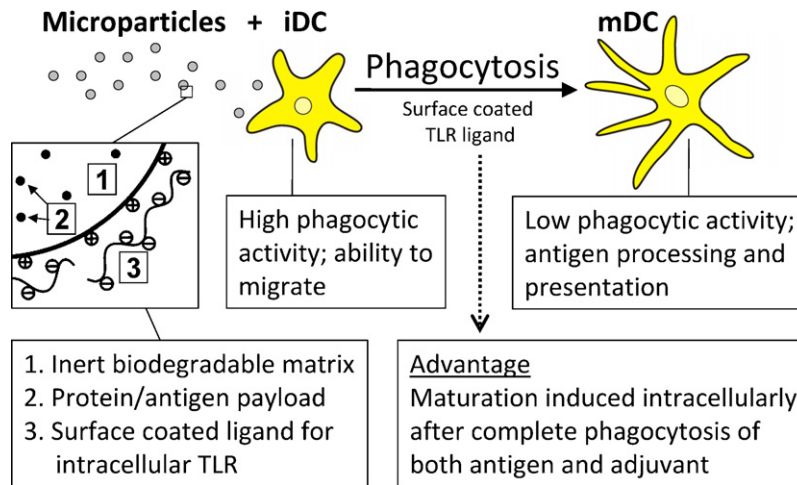 Microparticles + iDC
mDC
Phagocytosis
Surface coated
TLR ligand
1
2
3
High phagocytic
activity; ability to
migrate
Low phagocytic activity;
antigen processing and
presentation
1. Inert biodegradable matrix
2. Protein/antigen payload
3. Surface coated ligand for
intracellular TLR
Advantage
Maturation induced intracellularly
after complete phagocytosis of
both antigen and adjuvant